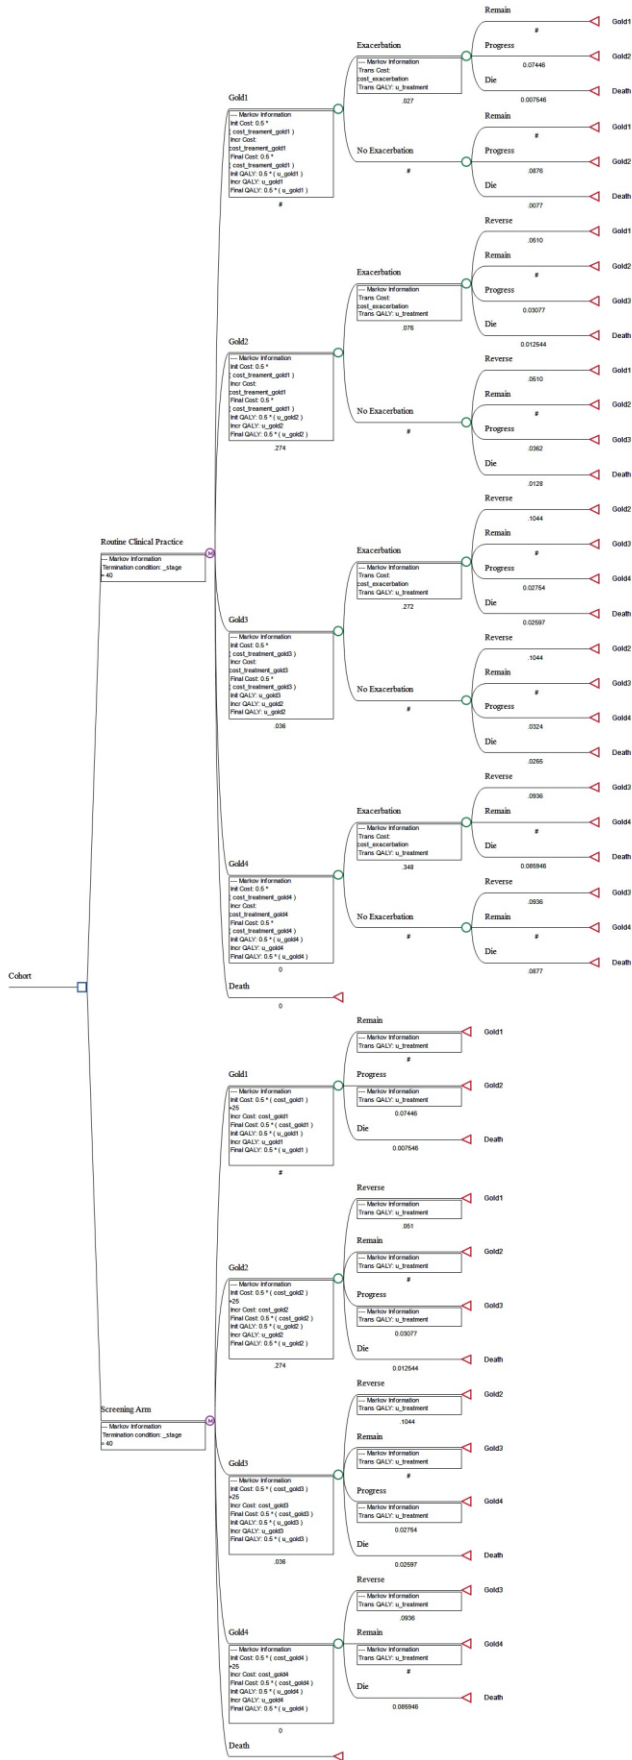 Cohort
Routine Clinical Practice
--- Markov Information
Termination condition: _stage
= 40
Gold1
--- Markov Information
Init Cost: 0.5 *
( cost_treament_gold1 )
Incr Cost:
cost_treament_gold1
Final Cost: 0.5 *
( cost_treament_gold1 )
Init QALY: 0.5 * ( u_gold1 )
Incr QALY: u_gold1
Final QALY: 0.5 * ( u_gold1 )
#
Exacerbation
--- Markov Information
Trans Cost:
cost_exacerbation
Trans QALY: u_treatment
.027
Remain
#
Gold1
Progress
0.07446
Gold2
Die
0.007546
Death
No Exacerbation
#
Remain
#
Gold1
Progress
.0876
Gold2
Die
.0077
Death
Gold2
--- Markov Information
Init Cost: 0.5 *
( cost_treament_gold1 )
Incr Cost:
cost_treament_gold1
Final Cost: 0.5 *
( cost_treament_gold1 )
Init QALY: 0.5 * ( u_gold2 )
Incr QALY: u_gold2
Final QALY: 0.5 * ( u_gold2 )
.274
Exacerbation
--- Markov Information
Trans Cost:
cost_exacerbation
Trans QALY: u_treatment
.076
Reverse
.0510
Gold1
Remain
#
Gold2
Progress
0.03077
Gold3
Die
0.012544
Death
No Exacerbation
#
Reverse
.0510
Gold1
Remain
#
Gold2
Progress
.0362
Gold3
Die
.0128
Death
Gold3
--- Markov Information
Init Cost: 0.5 *
( cost_treatment_gold3 )
Incr Cost:
cost_treatment_gold3
Final Cost: 0.5 *
( cost_treatment_gold3 )
Init QALY: u_gold3
Incr QALY: u_gold2
Final QALY: u_gold2
.036
Exacerbation
--- Markov Information
Trans Cost:
cost_exacerbation
Trans QALY: u_treatment
.272
Reverse
.1044
Gold2
Remain
#
Gold3
Progress
0.02754
Gold4
Die
0.02597
Death
No Exacerbation
#
Reverse
.1044
Gold2
Remain
#
Gold3
Progress
.0324
Gold4
Die
.0265
Death
Gold4
--- Markov Information
Init Cost: 0.5 *
( cost_treatment_gold4 )
Incr Cost:
cost_treatment_gold4
Final Cost: 0.5 *
( cost_treatment_gold4 )
Init QALY: 0.5 * ( u_gold4 )
Incr QALY: u_gold4
Final QALY: 0.5 * ( u_gold4 )
0
Exacerbation
--- Markov Information
Trans Cost:
cost_exacerbation
Trans QALY: u_treatment
.348
Reverse
.0936
Gold3
Remain
#
Gold4
Die
0.085946
Death
No Exacerbation
#
Reverse
.0936
Gold3
Remain
#
Gold4
Die
.0877
Death
Death
0
Screening Arm
--- Markov Information
Termination condition: _stage
= 40
Gold1
--- Markov Information
Init Cost: 0.5 * ( cost_gold1 )
+25
Incr Cost: cost_gold1
Final Cost: 0.5 * ( cost_gold1 )
Init QALY: 0.5 * ( u_gold1 )
Incr QALY: u_gold1
Final QALY: 0.5 * ( u_gold1 )
#
Remain
--- Markov Information
Trans QALY: u_treatment
#
Gold1
Progress
--- Markov Information
Trans QALY: u_treatment
0.07446
Gold2
Die
0.007546
Death
Gold2
--- Markov Information
Init Cost: 0.5 * ( cost_gold2 )
+25
Incr Cost: cost_gold2
Final Cost: 0.5 * ( cost_gold2 )
Init QALY: 0.5 * ( u_gold2 )
Incr QALY: u_gold2
Final QALY: 0.5 * ( u_gold2 )
.274
Reverse
--- Markov Information
Trans QALY: u_treatment
.051
Gold1
Remain
--- Markov Information
Trans QALY: u_treatment
#
Gold2
Progress
--- Markov Information
Trans QALY: u_treatment
0.03077
Gold3
Die
0.012544
Death
Gold3
--- Markov Information
Init Cost: 0.5 * ( cost_gold3 )
+25
Incr Cost: cost_gold3
Final Cost: 0.5 * ( cost_gold3 )
Init QALY: 0.5 * ( u_gold3 )
Incr QALY: u_gold3
Final QALY: 0.5 * ( u_gold3 )
.036
Reverse
--- Markov Information
Trans QALY: u_treatment
.1044
Gold2
Remain
--- Markov Information
Trans QALY: u_treatment
#
Gold3
Progress
--- Markov Information
Trans QALY: u_treatment
0.02754
Gold4
Die
0.02597
Death
Gold4
--- Markov Information
Init Cost: 0.5 * ( cost_gold4 )
+25
Incr Cost: cost_gold4
Final Cost: 0.5 * ( cost_gold4 )
Init QALY: 0.5 * ( u_gold4 )
Incr QALY: u_gold4
Final QALY: 0.5 * ( u_gold4 )
0
Reverse
--- Markov Information
Trans QALY: u_treatment
.0936
Gold3
Remain
--- Markov Information
Trans QALY: u_treatment
#
Gold4
Die
0.085946
Death
Death